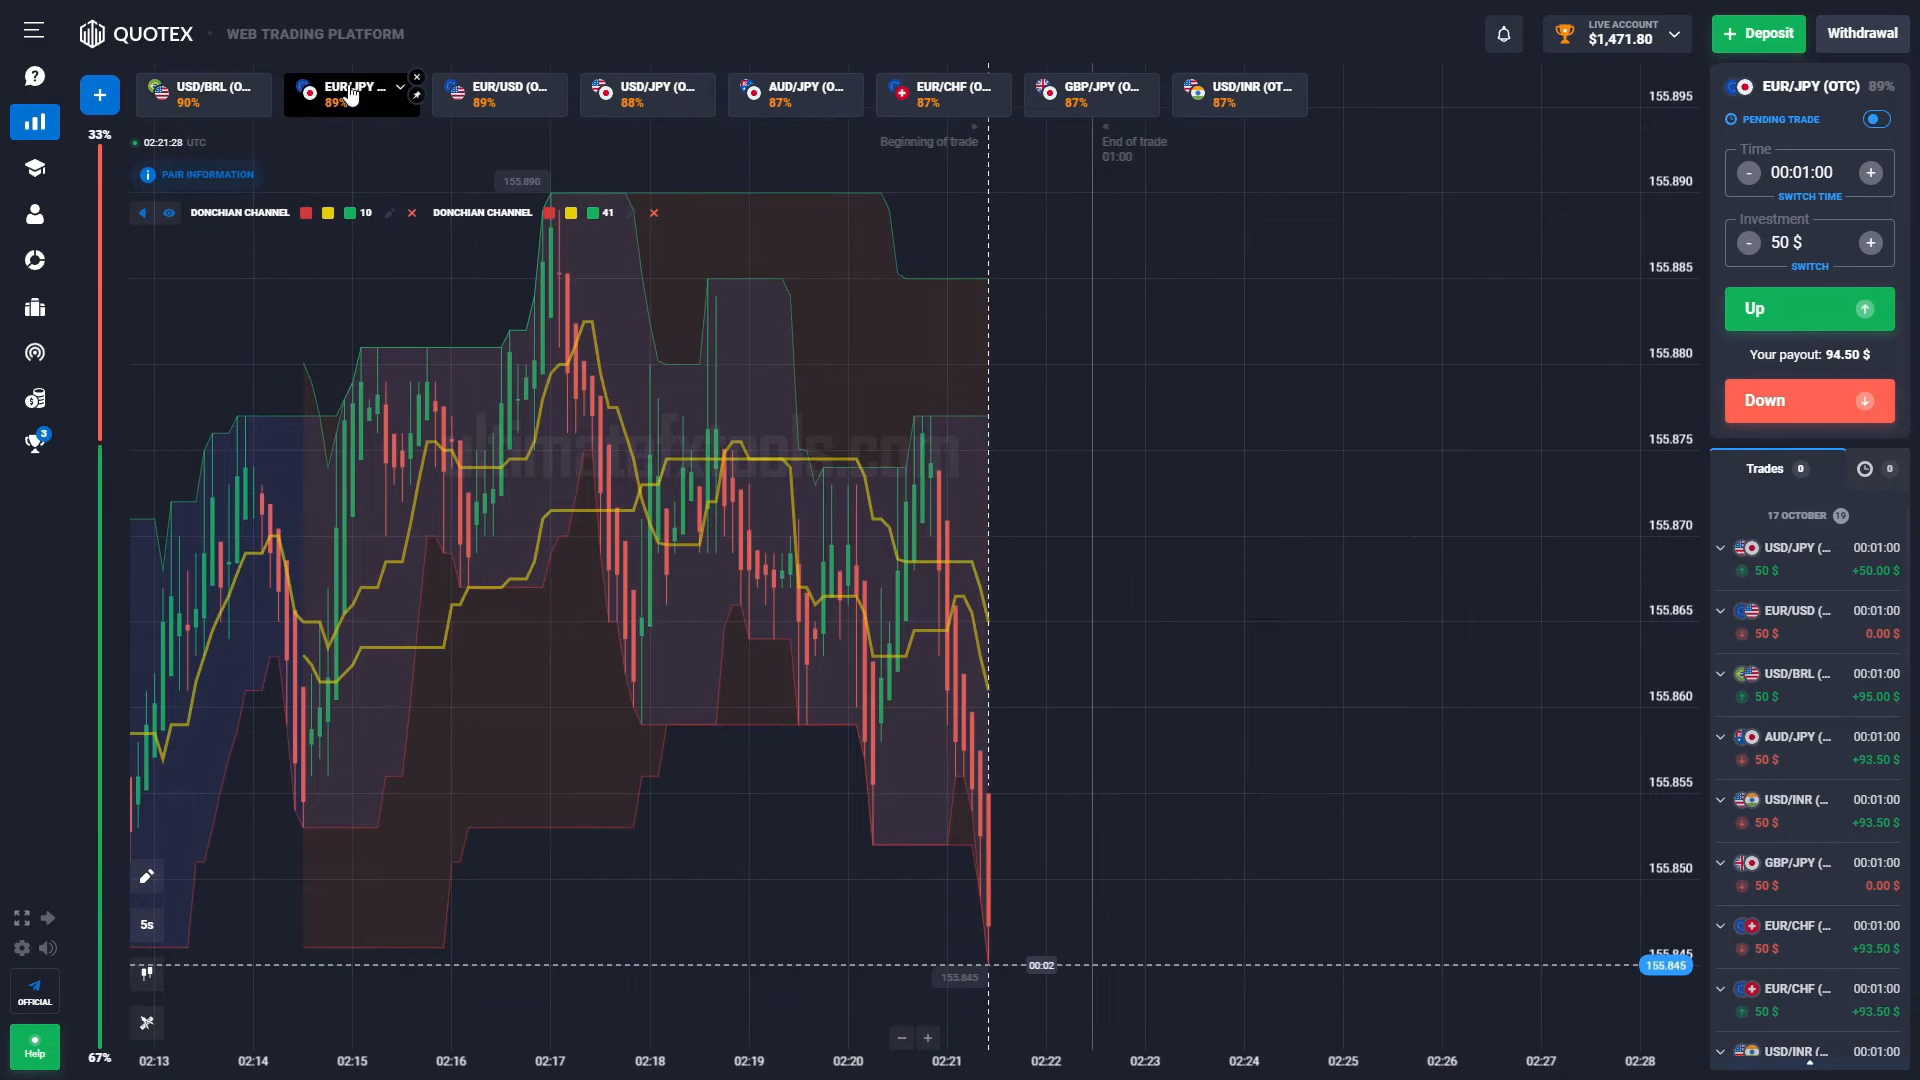 QUOTEX
WEB TRADING PLATFORM
LIVE ACCOUNT
$1,471.80
+ Deposit
Withdrawal
+
USD/BRL (O...
90%
EUR/JPY ...
89%
EUR/USD (O...
89%
USD/JPY (O...
88%
AUD/JPY (O...
87%
EUR/CHF (O...
87%
GBP/JPY (O...
87%
USD/INR (OT...
87%
33%
02:21:28 UTC
PAIR INFORMATION
DONCHIAN CHANNEL 10
DONCHIAN CHANNEL 41
Beginning of trade
End of trade
01:00
155.890
155.895
155.890
155.885
155.880
155.875
155.870
155.865
155.860
155.855
155.850
155.845
155.845
155.845
00:02
3
5s
OFFICIAL
Help
67%
02:13
02:14
02:15
02:16
02:17
02:18
02:19
02:20
02:21
02:22
02:23
02:24
02:25
02:26
02:27
02:28
EUR/JPY (OTC) 89%
PENDING TRADE
Time
- 00:01:00 +
SWITCH TIME
Investment
- 50 $ +
SWITCH
Up
Your payout: 94.50 $
Down
Trades 0
0
17 OCTOBER 19
USD/JPY (... 00:01:00
50 $ +50.00 $
EUR/USD (... 00:01:00
50 $ 0.00 $
USD/BRL (... 00:01:00
50 $ +95.00 $
AUD/JPY (... 00:01:00
50 $ +93.50 $
USD/INR (... 00:01:00
50 $ +93.50 $
GBP/JPY (... 00:01:00
50 $ 0.00 $
EUR/CHF (... 00:01:00
50 $ +93.50 $
EUR/CHF (... 00:01:00
50 $ +93.50 $
USD/INR (... 00:01:00